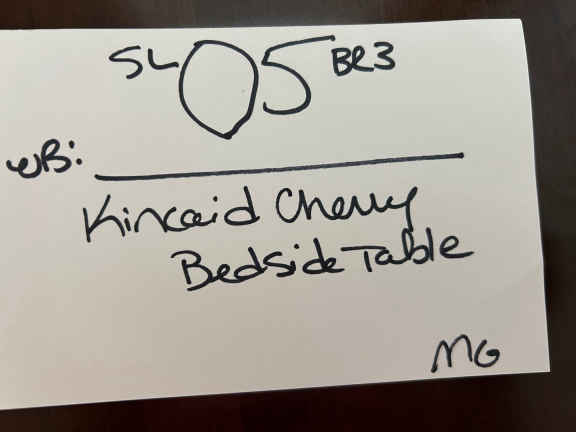 SL 05 BR3
WB:
Kincaid Cherry
Bedside Table
MG